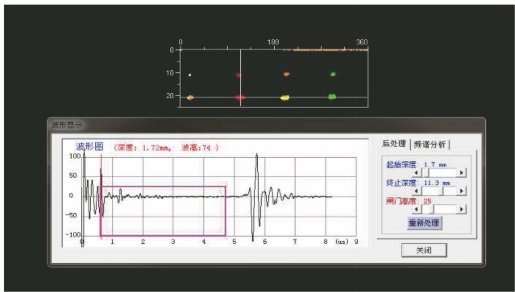 0 180 360
0
10
20
波形显示
波形图 (深度: 1.72mm, 波高:74 )
100
50
0
-50
-100
0 1 2 3 4 5 6 7 8 (us) 9
后处理 频谱分析
起始深度: 1.7 mm
终止深度: 11.3 mm
闸门高度: 25
重新处理
关闭